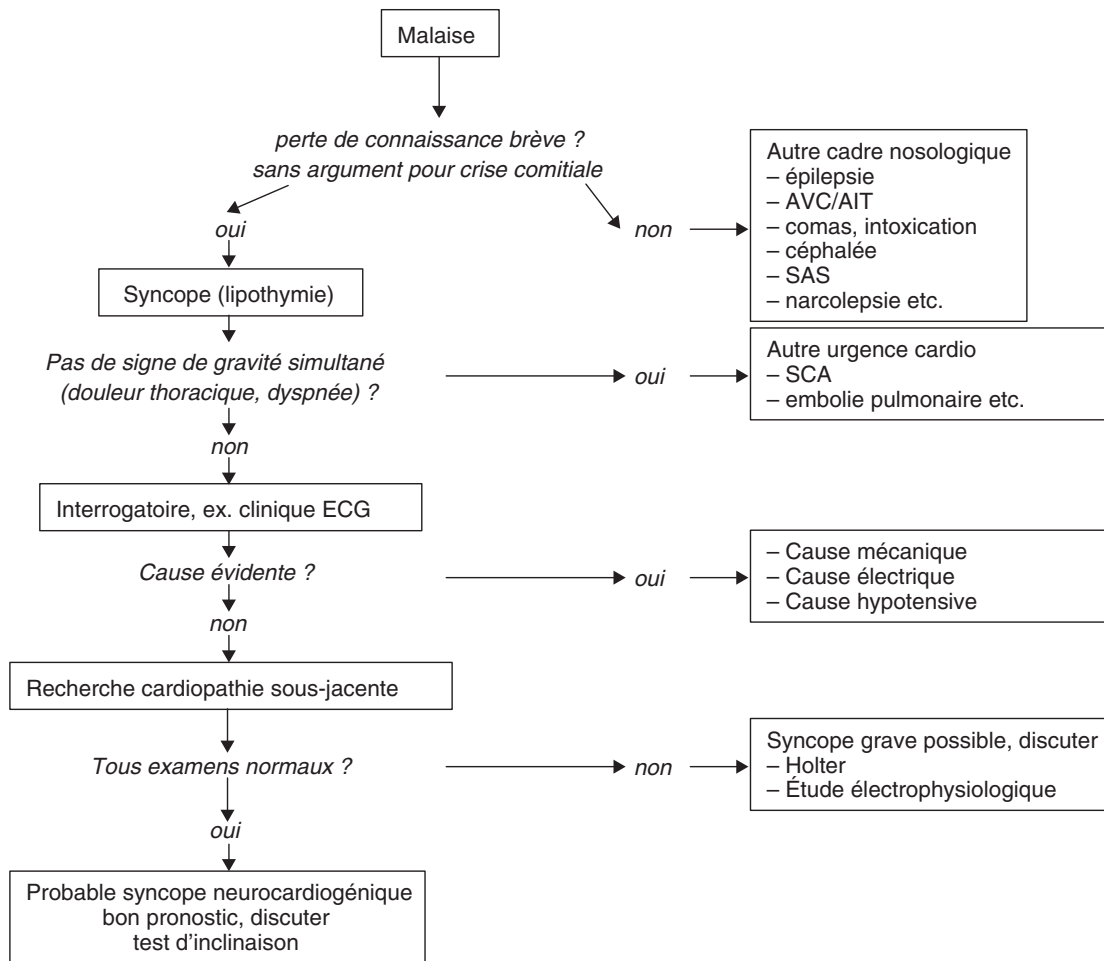 Malaise
perte de connaissance brève ?
sans argument pour crise comitiale
oui
non
Autre cadre nosologique
– épilepsie
– AVC/AIT
– comas, intoxication
– céphalée
– SAS
– narcolepsie etc.
Syncope (lipothymie)
Pas de signe de gravité simultané
(douleur thoracique, dyspnée) ?
oui
Autre urgence cardio
– SCA
– embolie pulmonaire etc.
non
Interrogatoire, ex. clinique ECG
Cause évidente ?
oui
– Cause mécanique
– Cause électrique
– Cause hypotensive
non
Recherche cardiopathie sous-jacente
Tous examens normaux ?
non
Syncope grave possible, discuter
– Holter
– Étude électrophysiologique
oui
Probable syncope neurocardiogénique
bon pronostic, discuter
test d'inclinaison